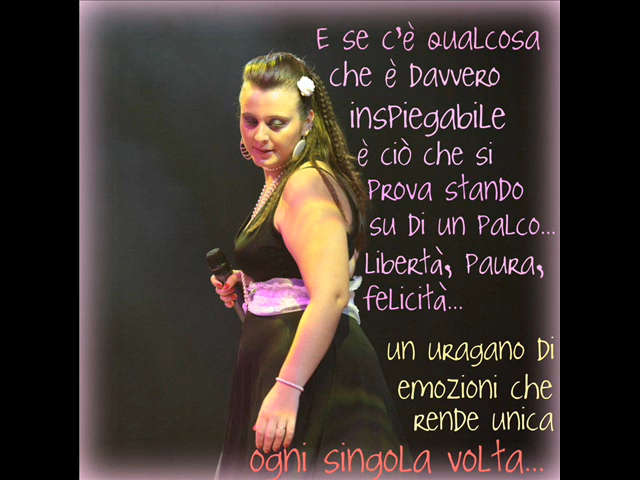 E se c'è qualcosa
che è davvero
inspiegabile
è ciò che si
prova stando
su di un palco...
Libertà, paura,
felicità...
un uragano di
emozioni che
rende unica
ogni singola volta...